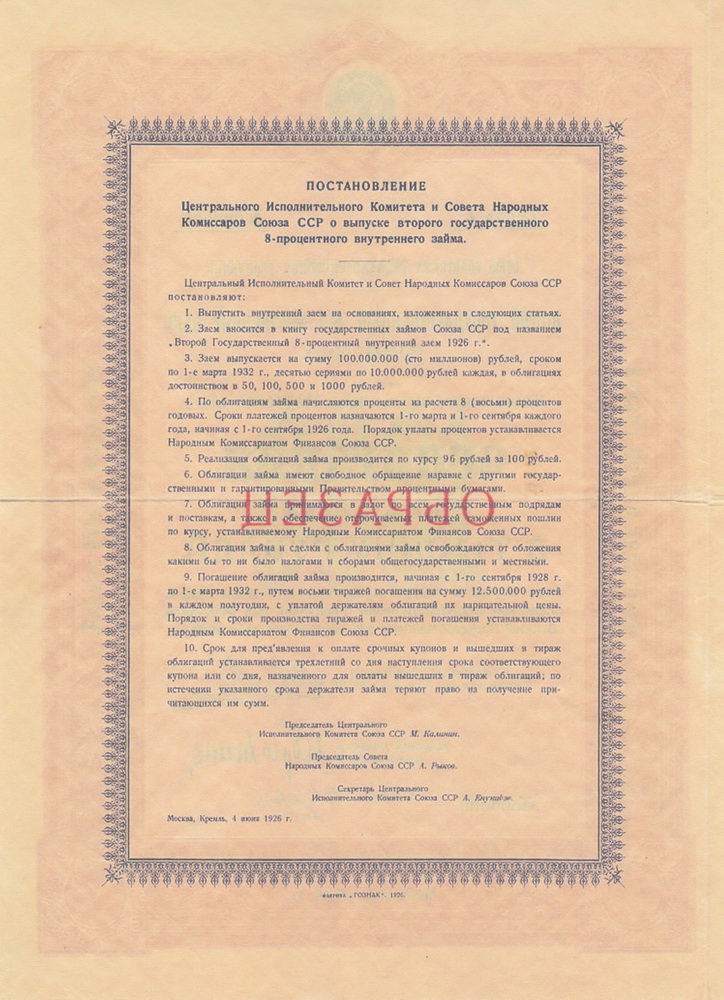 ПОСТАНОВЛЕНИЕ
Центрального Исполнительного Комитета и Совета Народных
Комиссаров Союза ССР о выпуске второго государственного
8-процентного внутреннего займа.
Центральный Исполнительный Комитет и Совет Народных Комиссаров Союза ССР
постановляют:
1. Выпустить внутренний заем на основаниях, изложенных в следующих статьях.
2. Заем вносится в книгу государственных займов Союза ССР под названием
„Второй Государственный 8-процентный внутренний заем 1926 г.“.
3. Заем выпускается на сумму 100.000.000 (сто миллионов) рублей, сроком
по 1-е марта 1932 г., десятью сериями по 10.000.000 рублей каждая, в облигациях
достоинством в 50, 100, 500 и 1000 рублей.
4. По облигациям займа начисляются проценты из расчета 8 (восьми) процентов
годовых. Сроки платежей процентов назначаются 1-го марта и 1-го сентября каждого
года, начиная с 1-го сентября 1926 года. Порядок уплаты процентов устанавливается
Народным Комиссариатом Финансов Союза ССР.
5. Реализация облигаций займа производится по курсу 96 рублей за 100 рублей.
6. Облигации займа имеют свободное обращение наравне с другими государ-
ственными и гарантированными Правительством процентными бумагами.
7. Облигации займа принимаются в залог по всем государственным подрядам
и поставкам, а также в обеспечение отсрочиваемых платежей таможенных пошлин
по курсу, устанавливаемому Народным Комиссариатом Финансов Союза ССР.
ОБРАЗЕЦ
8. Облигации займа и сделки с облигациями займа освобождаются от обложения
какими бы то ни было налогами и сборами общегосударственными и местными.
9. Погашение облигаций займа производится, начиная с 1-го сентября 1928 г.
по 1-е марта 1932 г., путем восьми тиражей погашения на сумму 12.500.000 рублей
в каждом полугодии, с уплатой держателям облигаций их нарицательной цены.
Порядок и сроки производства тиражей и платежей погашения устанавливаются
Народным Комиссариатом Финансов Союза ССР.
10. Срок для пред'явления к оплате срочных купонов и вышедших в тираж
облигаций устанавливается трехлетний со дня наступления срока соответствующего
купона или со дня, назначенного для оплаты вышедших в тираж облигаций; по
истечении указанного срока держатели займа теряют право на получение при-
читающихся им сумм.
Председатель Центрального
Исполнительного Комитета Союза ССР М. Калинин.
Председатель Совета
Народных Комиссаров Союза ССР А. Рыков.
Секретарь Центрального
Исполнительного Комитета Союза ССР А. Енукидзе.
Москва, Кремль, 4 июня 1926 г.
ФАБРИКА „ГОЗНАК“. 1926.